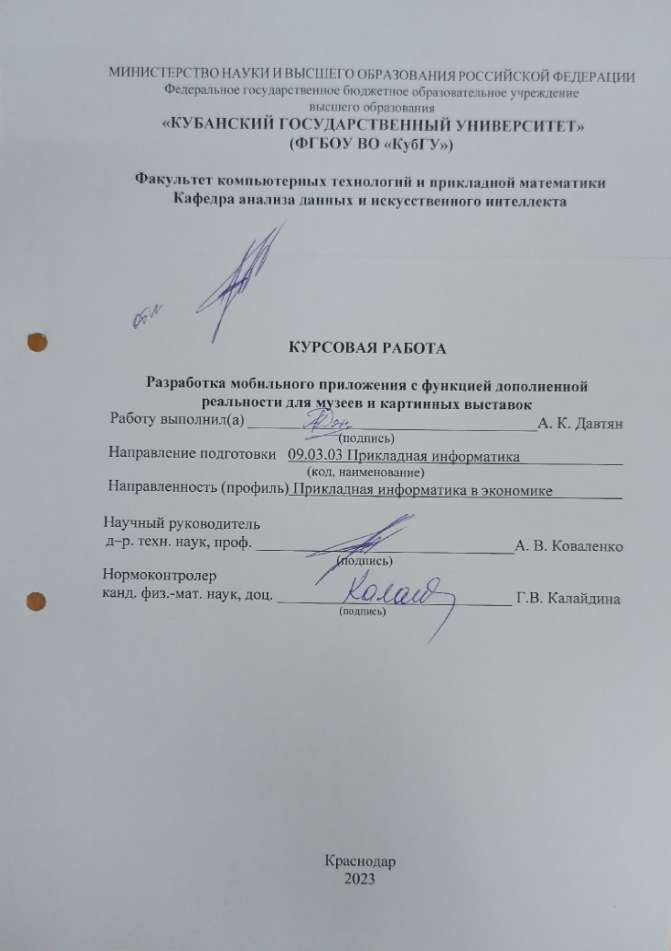 МИНИСТЕРСТВО НАУКИ И ВЫСШЕГО ОБРАЗОВАНИЯ РОССИЙСКОЙ ФЕДЕРАЦИИ
Федеральное государственное бюджетное образовательное учреждение
высшего образования
«КУБАНСКИЙ ГОСУДАРСТВЕННЫЙ УНИВЕРСИТЕТ»
(ФГБОУ ВО «КубГУ»)
Факультет компьютерных технологий и прикладной математики
Кафедра анализа данных и искусственного интеллекта
КУРСОВАЯ РАБОТА
Разработка мобильного приложения с функцией дополненной
реальности для музеев и картинных выставок
Работу выполнил(а) А. К. Давтян
(подпись)
Направление подготовки 09.03.03 Прикладная информатика
(код, наименование)
Направленность (профиль) Прикладная информатика в экономике
Научный руководитель
д–р. техн. наук, проф. А. В. Коваленко
(подпись)
Нормоконтролер
канд. физ.-мат. наук, доц. Г.В. Калайдина
(подпись)
Краснодар
2023